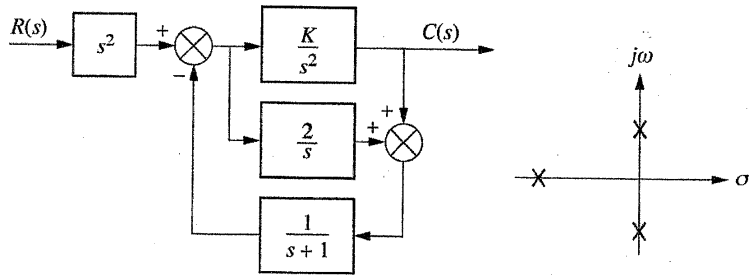 R(s)
s²
+
−
K
s²
C(s)
+
+
2
s
1
s + 1
jω
σ